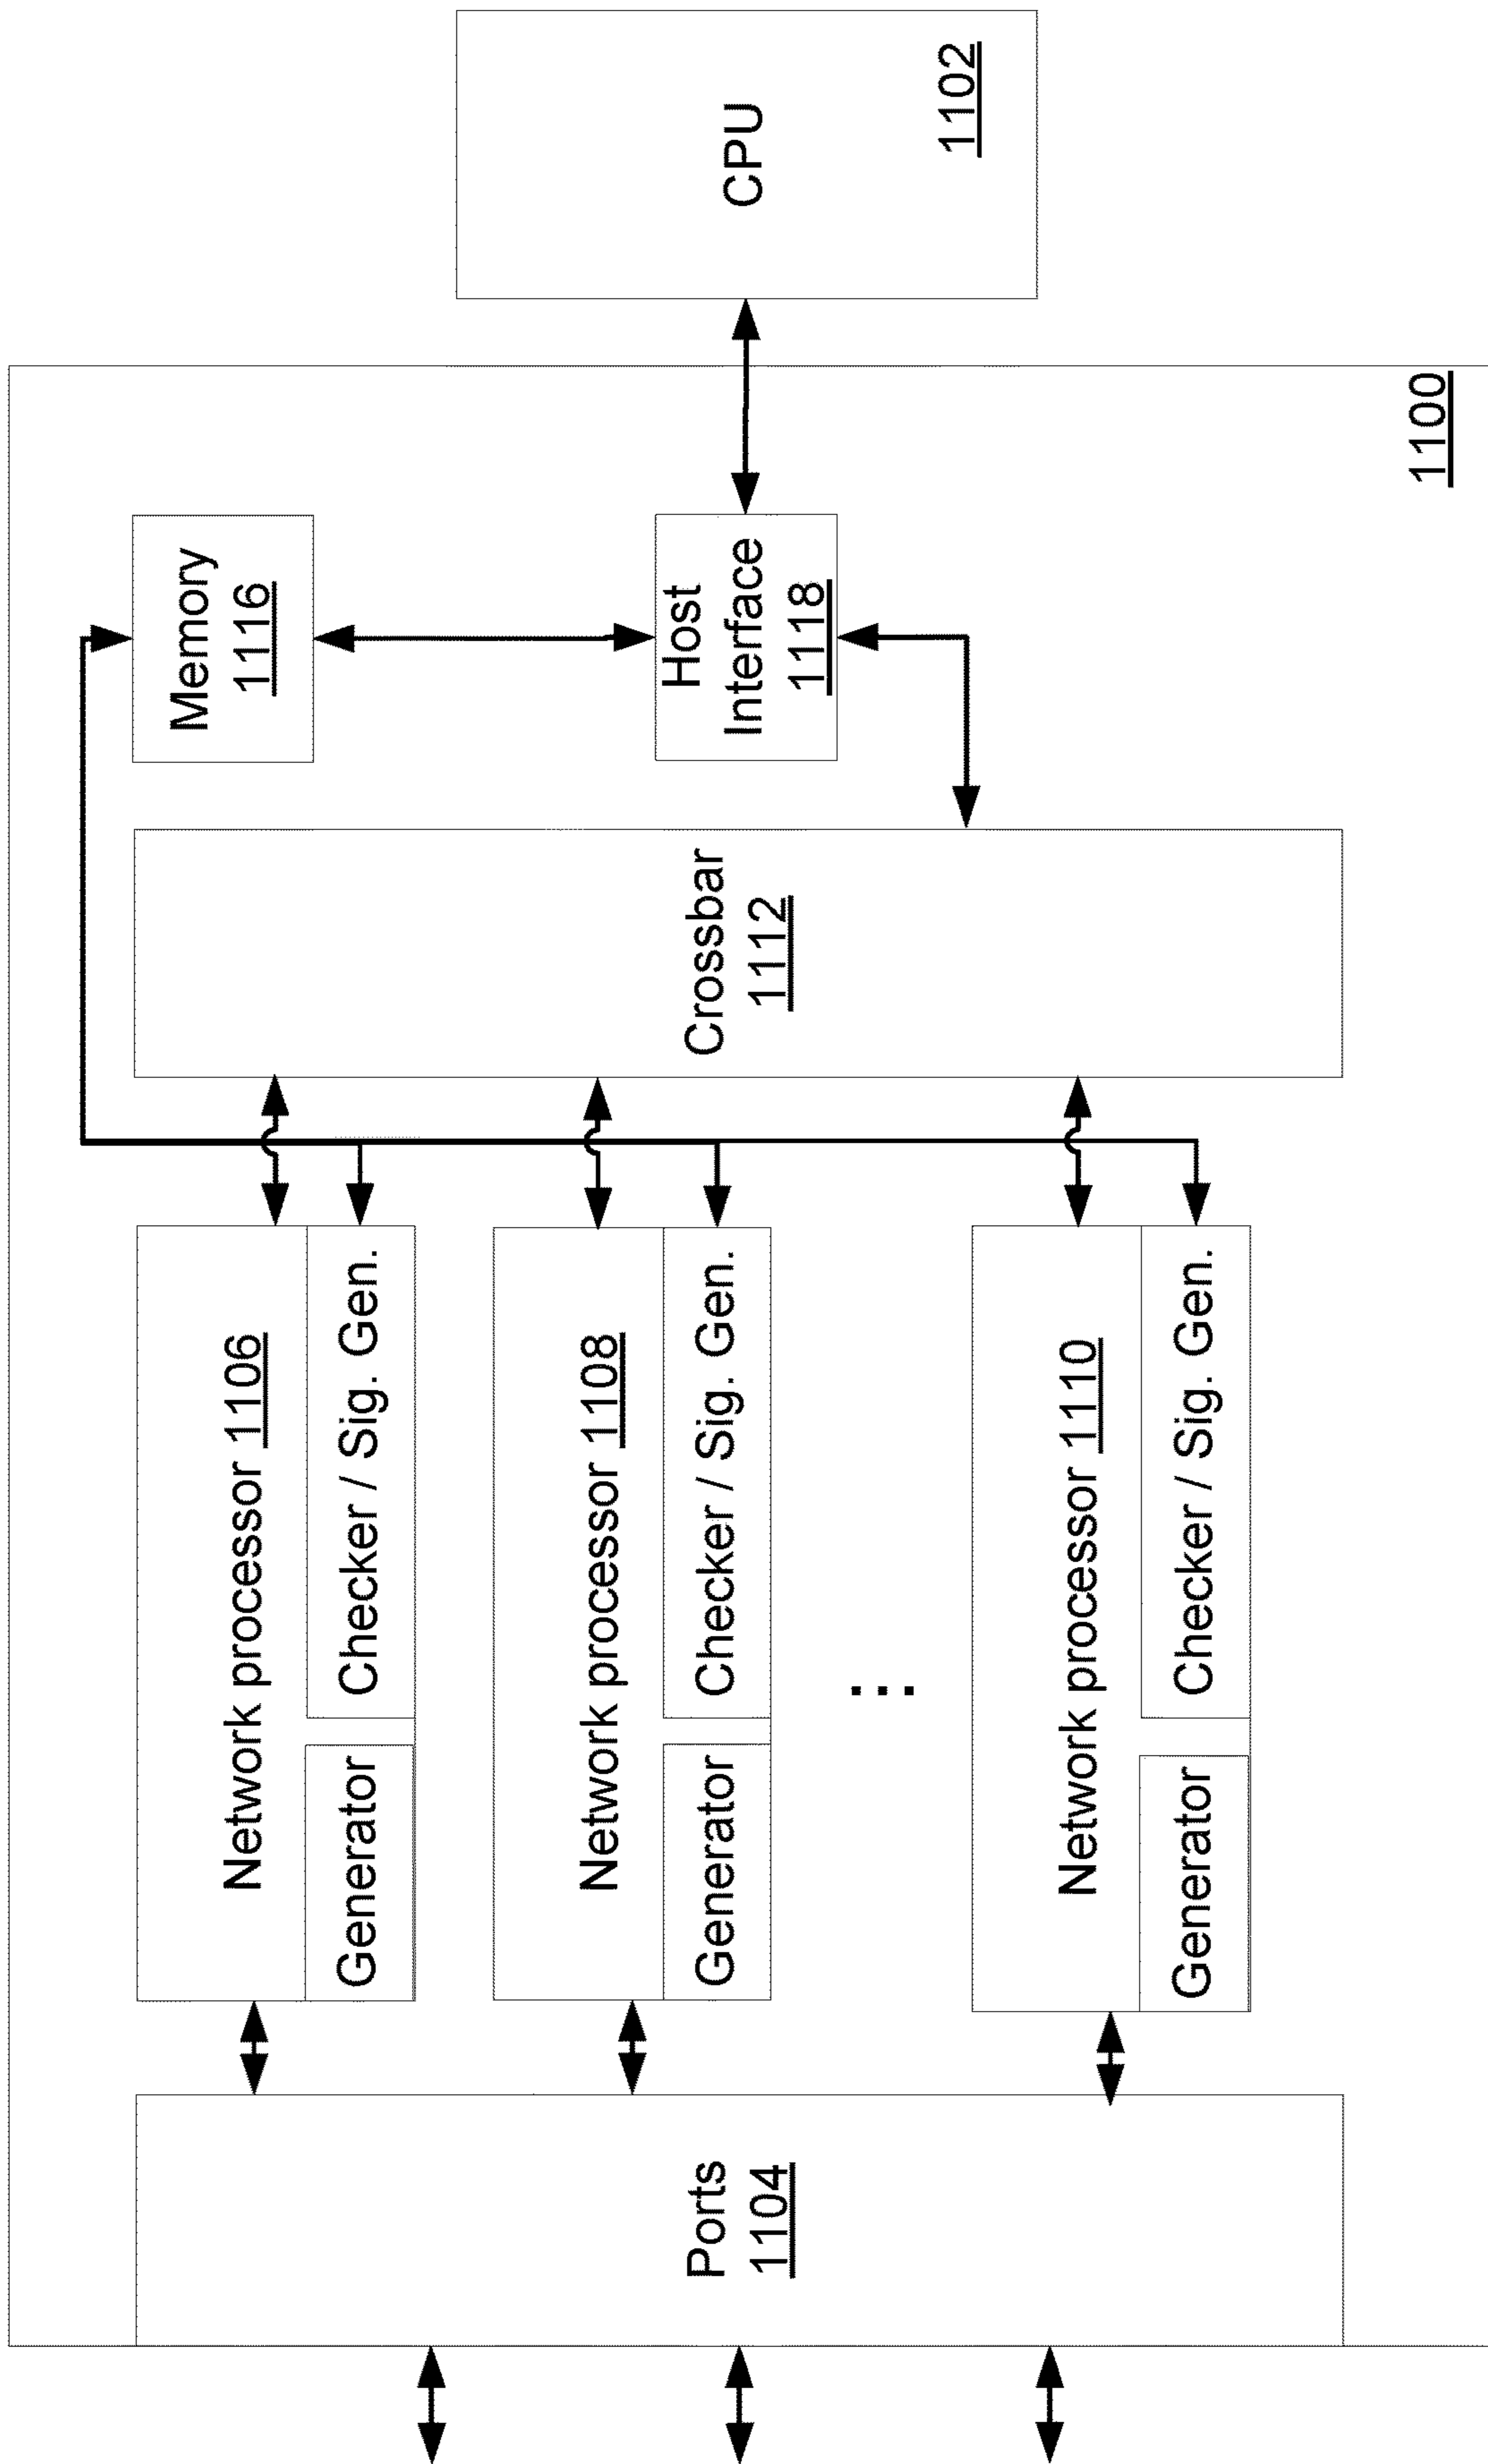 Ports
1104
Network processor 1106
Generator
Checker / Sig. Gen.
Network processor 1108
Generator
Checker / Sig. Gen.
...
Network processor 1110
Generator
Checker / Sig. Gen.
Crossbar
1112
Memory
1116
Host
Interface
1118
1100
CPU
1102